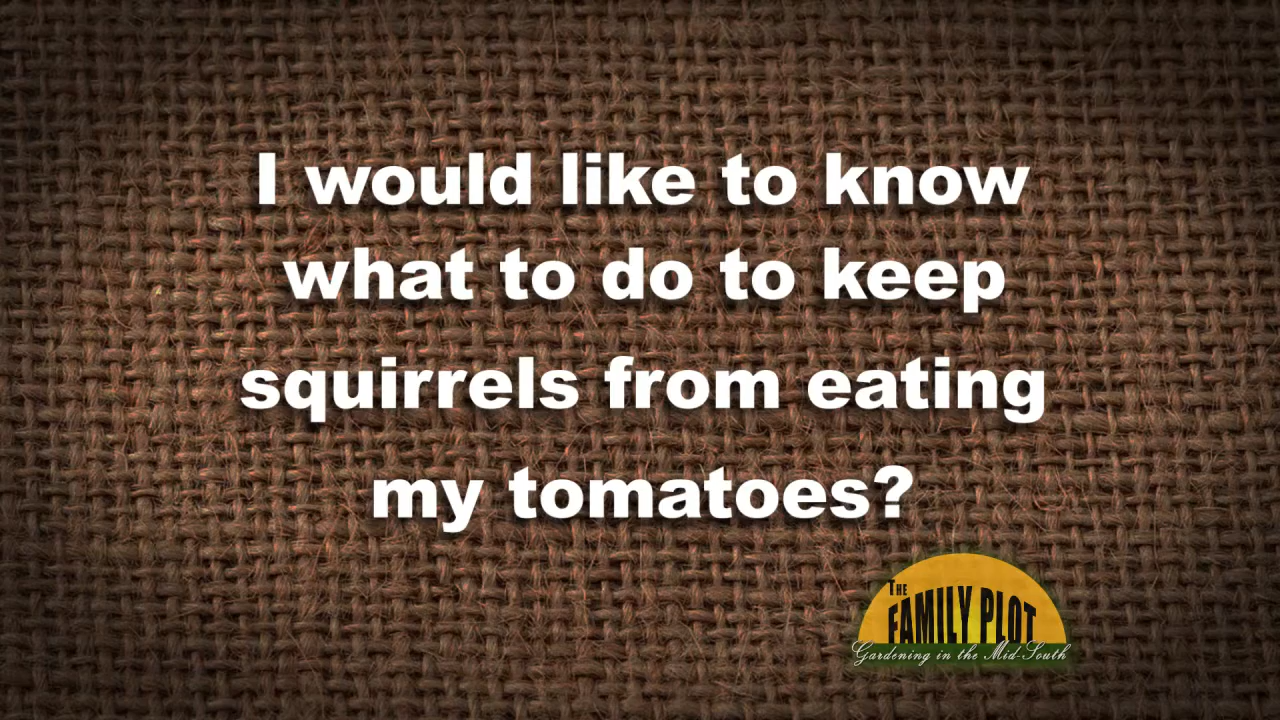 I would like to know
what to do to keep
squirrels from eating
my tomatoes?
THE
FAMILY PLOT
Gardening in the Mid-South